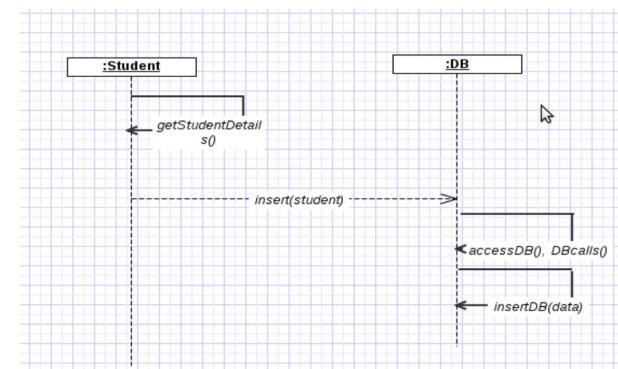 :Student
:DB
getStudentDetail
s()
insert(student)
accessDB(), DBcalls()
insertDB(data)